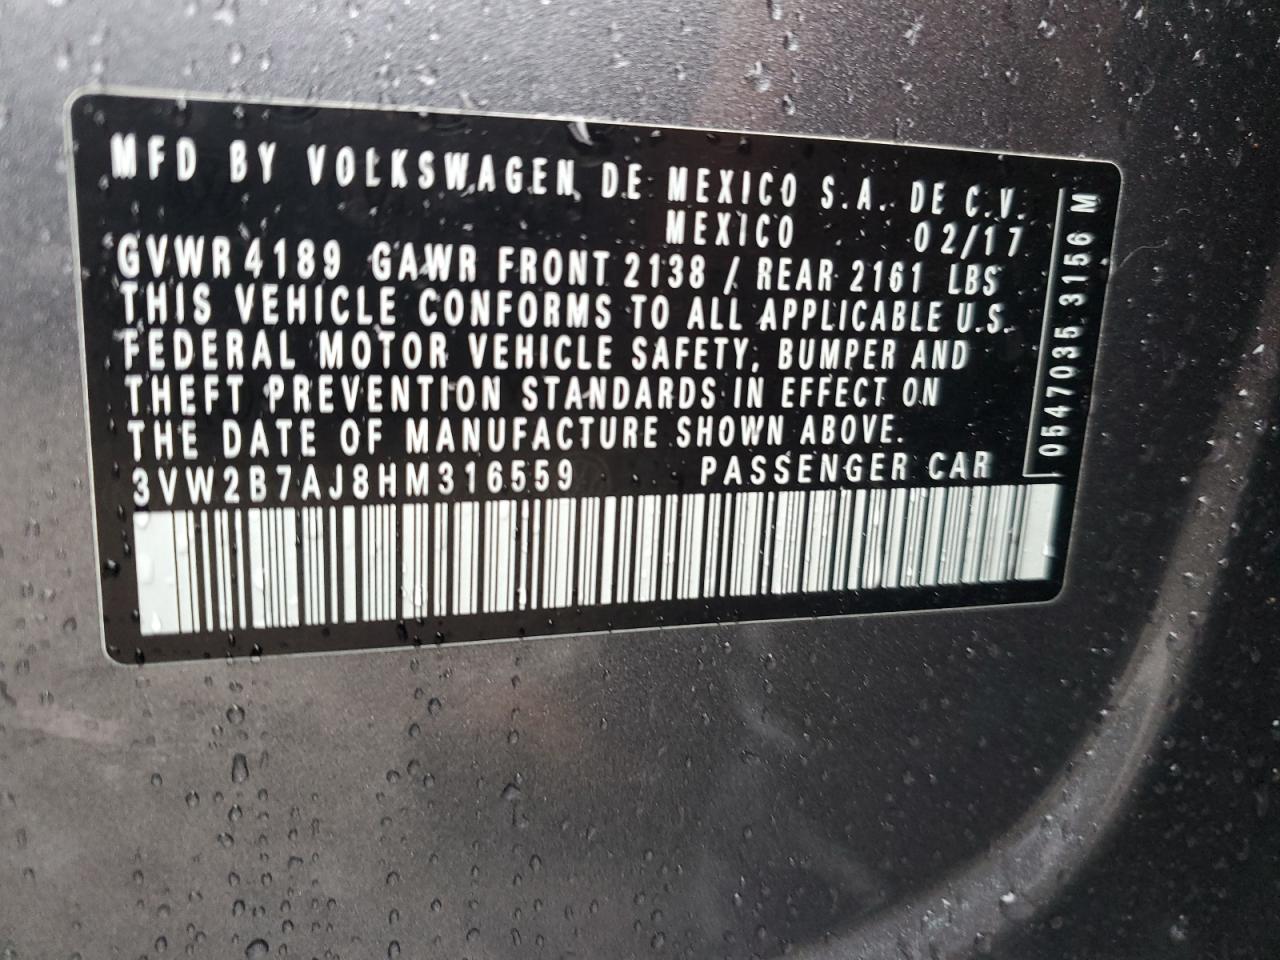 MFD BY VOLKSWAGEN DE MEXICO S.A. DE C.V.
MEXICO 02/17
GVWR 4189 GAWR FRONT 2138 / REAR 2161 LBS
THIS VEHICLE CONFORMS TO ALL APPLICABLE U.S.
FEDERAL MOTOR VEHICLE SAFETY, BUMPER AND
THEFT PREVENTION STANDARDS IN EFFECT ON
THE DATE OF MANUFACTURE SHOWN ABOVE.
3VW2B7AJ8HM316559 PASSENGER CAR
0547035 3156 M